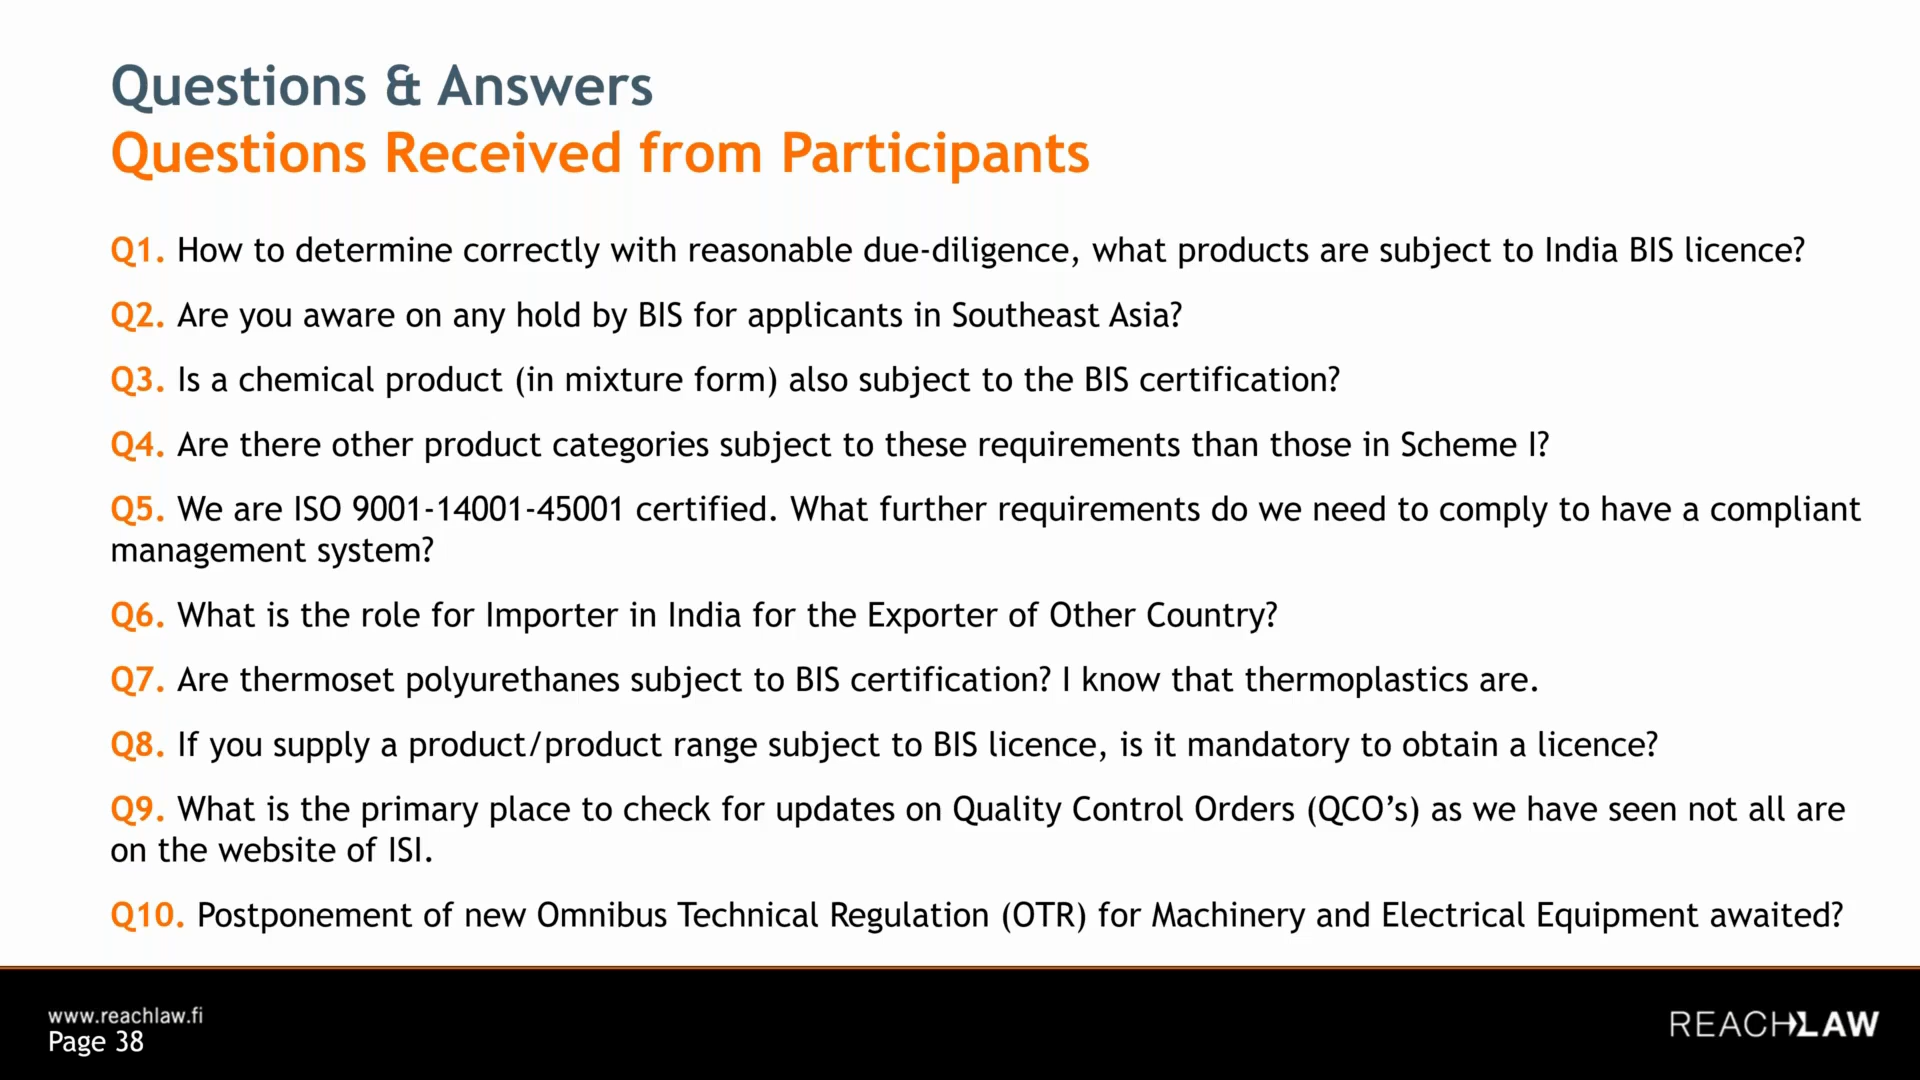 Questions & Answers
Questions Received from Participants
Q1. How to determine correctly with reasonable due-diligence, what products are subject to India BIS licence?
Q2. Are you aware on any hold by BIS for applicants in Southeast Asia?
Q3. Is a chemical product (in mixture form) also subject to the BIS certification?
Q4. Are there other product categories subject to these requirements than those in Scheme I?
Q5. We are ISO 9001-14001-45001 certified. What further requirements do we need to comply to have a compliant
management system?
Q6. What is the role for Importer in India for the Exporter of Other Country?
Q7. Are thermoset polyurethanes subject to BIS certification? I know that thermoplastics are.
Q8. If you supply a product/product range subject to BIS licence, is it mandatory to obtain a licence?
Q9. What is the primary place to check for updates on Quality Control Orders (QCO’s) as we have seen not all are
on the website of ISI.
Q10. Postponement of new Omnibus Technical Regulation (OTR) for Machinery and Electrical Equipment awaited?
www.reachlaw.fi
Page 38
REACHLAW